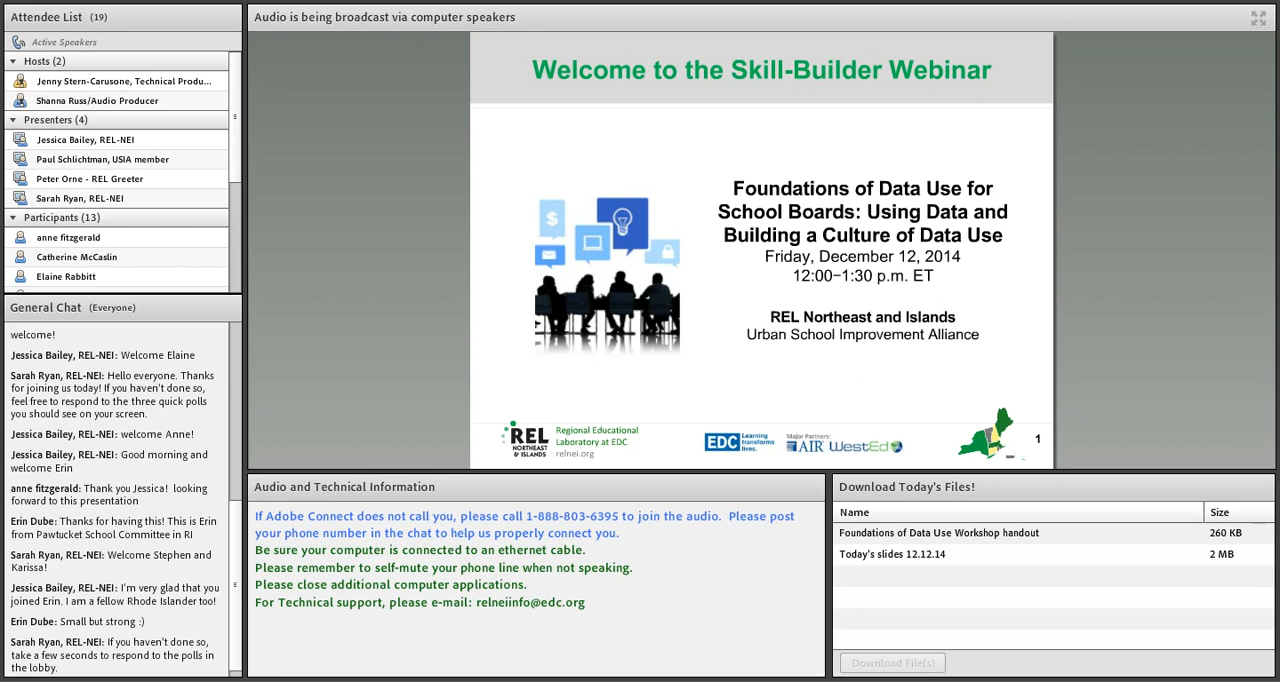 Attendee List (19)
Active Speakers
Hosts (2)
Jenny Stern-Carusone, Technical Produ...
Shanna Russ/Audio Producer
Presenters (4)
Jessica Bailey, REL-NEI
Paul Schlichtman, USIA member
Peter Orne - REL Greeter
Sarah Ryan, REL-NEI
Participants (13)
anne fitzgerald
Catherine McCaslin
Elaine Rabbitt
General Chat (Everyone)
welcome!
Jessica Bailey, REL-NEI: Welcome Elaine
Sarah Ryan, REL-NEI: Hello everyone. Thanks
for joining us today! If you haven't done so,
feel free to respond to the three quick polls
you should see on your screen.
Jessica Bailey, REL-NEI: welcome Anne!
Jessica Bailey, REL-NEI: Good morning and
welcome Erin
anne fitzgerald: Thank you Jessica! looking
forward to this presentation
Erin Dube: Thanks for having this! This is Erin
from Pawtucket School Committee in RI
Sarah Ryan, REL-NEI: Welcome Stephen and
Karissa!
Jessica Bailey, REL-NEI: I'm very glad that you
joined Erin. I am a fellow Rhode Islander too!
Erin Dube: Small but strong :)
Sarah Ryan, REL-NEI: If you haven't done so,
take a few seconds to respond to the polls in
the lobby.
Audio is being broadcast via computer speakers
Welcome to the Skill-Builder Webinar
$
Foundations of Data Use for
School Boards: Using Data and
Building a Culture of Data Use
Friday, December 12, 2014
12:00−1:30 p.m. ET
REL Northeast and Islands
Urban School Improvement Alliance
REL
NORTHEAST
& ISLANDS
Regional Educational
Laboratory at EDC
relnei.org
EDC Learning
transforms
lives.
Major Partners:
AIR WestEd
1
Audio and Technical Information
If Adobe Connect does not call you, please call 1-888-803-6395 to join the audio. Please post
your phone number in the chat to help us properly connect you.
Be sure your computer is connected to an ethernet cable.
Please remember to self-mute your phone line when not speaking.
Please close additional computer applications.
For Technical support, please e-mail: relneiinfo@edc.org
Download Today's Files!
Name Size
Foundations of Data Use Workshop handout 260 KB
Today's slides 12.12.14 2 MB
Download File(s)